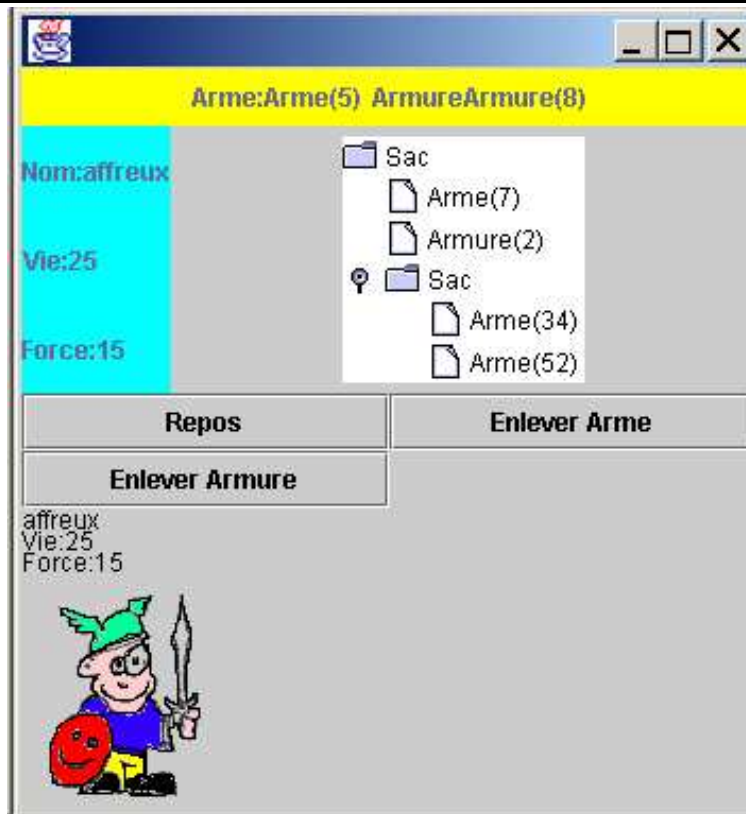 Arme:Arme(5) ArmureArmure(8)
Nom:affreux
Vie:25
Force:15
Sac
Arme(7)
Armure(2)
Sac
Arme(34)
Arme(52)
Repos
Enlever Arme
Enlever Armure
affreux
Vie:25
Force:15